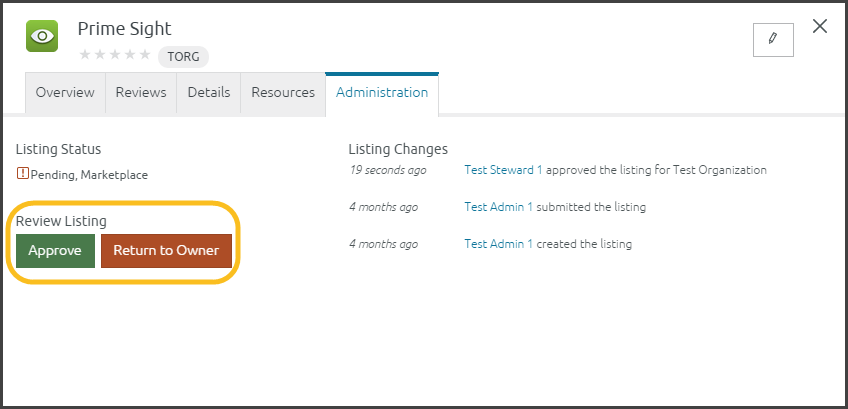 Prime Sight
TORG
Overview Reviews Details Resources Administration
Listing Status
Pending, Marketplace
Review Listing
Approve Return to Owner
Listing Changes
19 seconds ago Test Steward 1 approved the listing for Test Organization
4 months ago Test Admin 1 submitted the listing
4 months ago Test Admin 1 created the listing